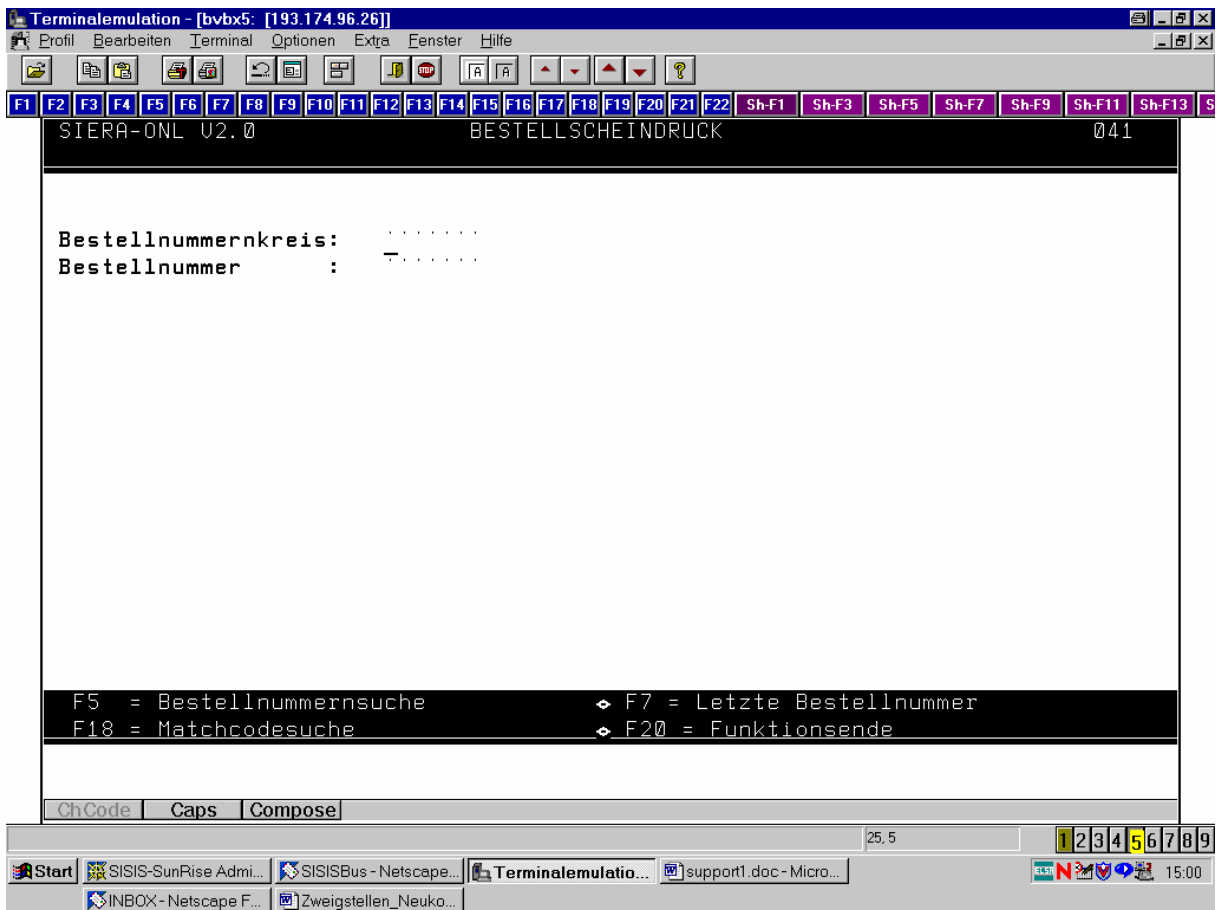 Terminalemulation - [bvbx5: [193.174.96.26]]
Profil Bearbeiten Terminal Optionen Extra Fenster Hilfe
F1 F2 F3 F4 F5 F6 F7 F8 F9 F10 F11 F12 F13 F14 F15 F16 F17 F18 F19 F20 F21 F22 Sh-F1 Sh-F3 Sh-F5 Sh-F7 Sh-F9 Sh-F11 Sh-F13 S
SIERA-ONL V2.0 BESTELLSCHEINDRUCK 041
Bestellnummernkreis: .......
Bestellnummer : _......
F5 = Bestellnummernsuche F7 = Letzte Bestellnummer
F18 = Matchcodesuche F20 = Funktionsende
ChCode Caps Compose
25, 5 1 2 3 4 5 6 7 8 9
Start SISIS-SunRise Admi... SISISBus - Netscape... Terminalemulatio... support1.doc - Micro... 15:00
INBOX - Netscape F... Zweigstellen_Neuko...